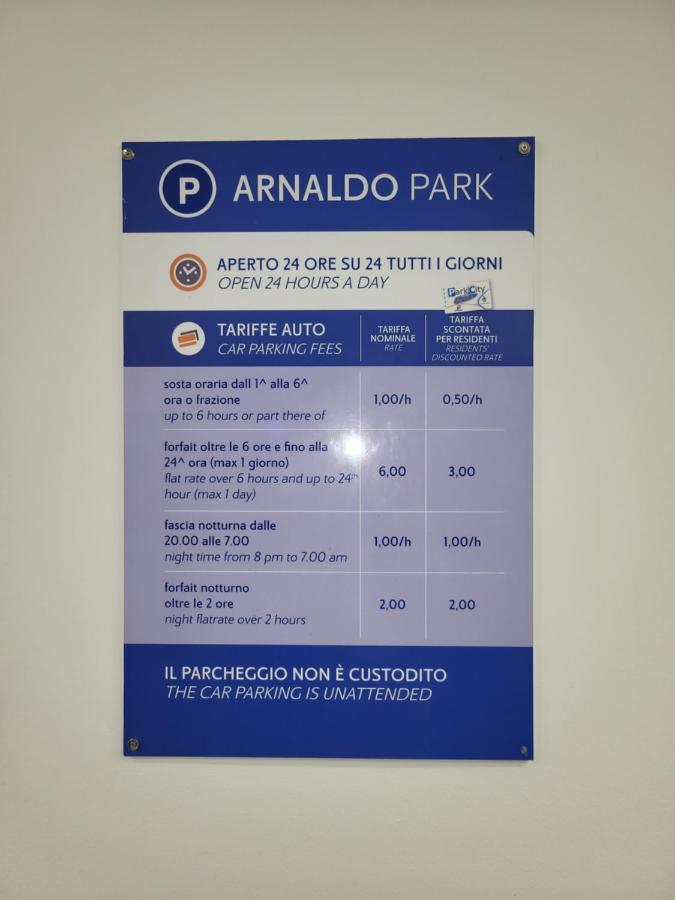 P ARNALDO PARK
APERTO 24 ORE SU 24 TUTTI I GIORNI
OPEN 24 HOURS A DAY
ParkCity
TARIFFE AUTO
CAR PARKING FEES
TARIFFA
NOMINALE
RATE
TARIFFA
SCONTATA
PER RESIDENTI
RESIDENTS'
DISCOUNTED RATE
sosta oraria dall 1^ alla 6^
ora o frazione
up to 6 hours or part there of
1,00/h
0,50/h
forfait oltre le 6 ore e fino alla
24^ ora (max 1 giorno)
flat rate over 6 hours and up to 24th
hour (max 1 day)
6,00
3,00
fascia notturna dalle
20.00 alle 7.00
night time from 8 pm to 7.00 am
1,00/h
1,00/h
forfait notturno
oltre le 2 ore
night flatrate over 2 hours
2,00
2,00
IL PARCHEGGIO NON È CUSTODITO
THE CAR PARKING IS UNATTENDED